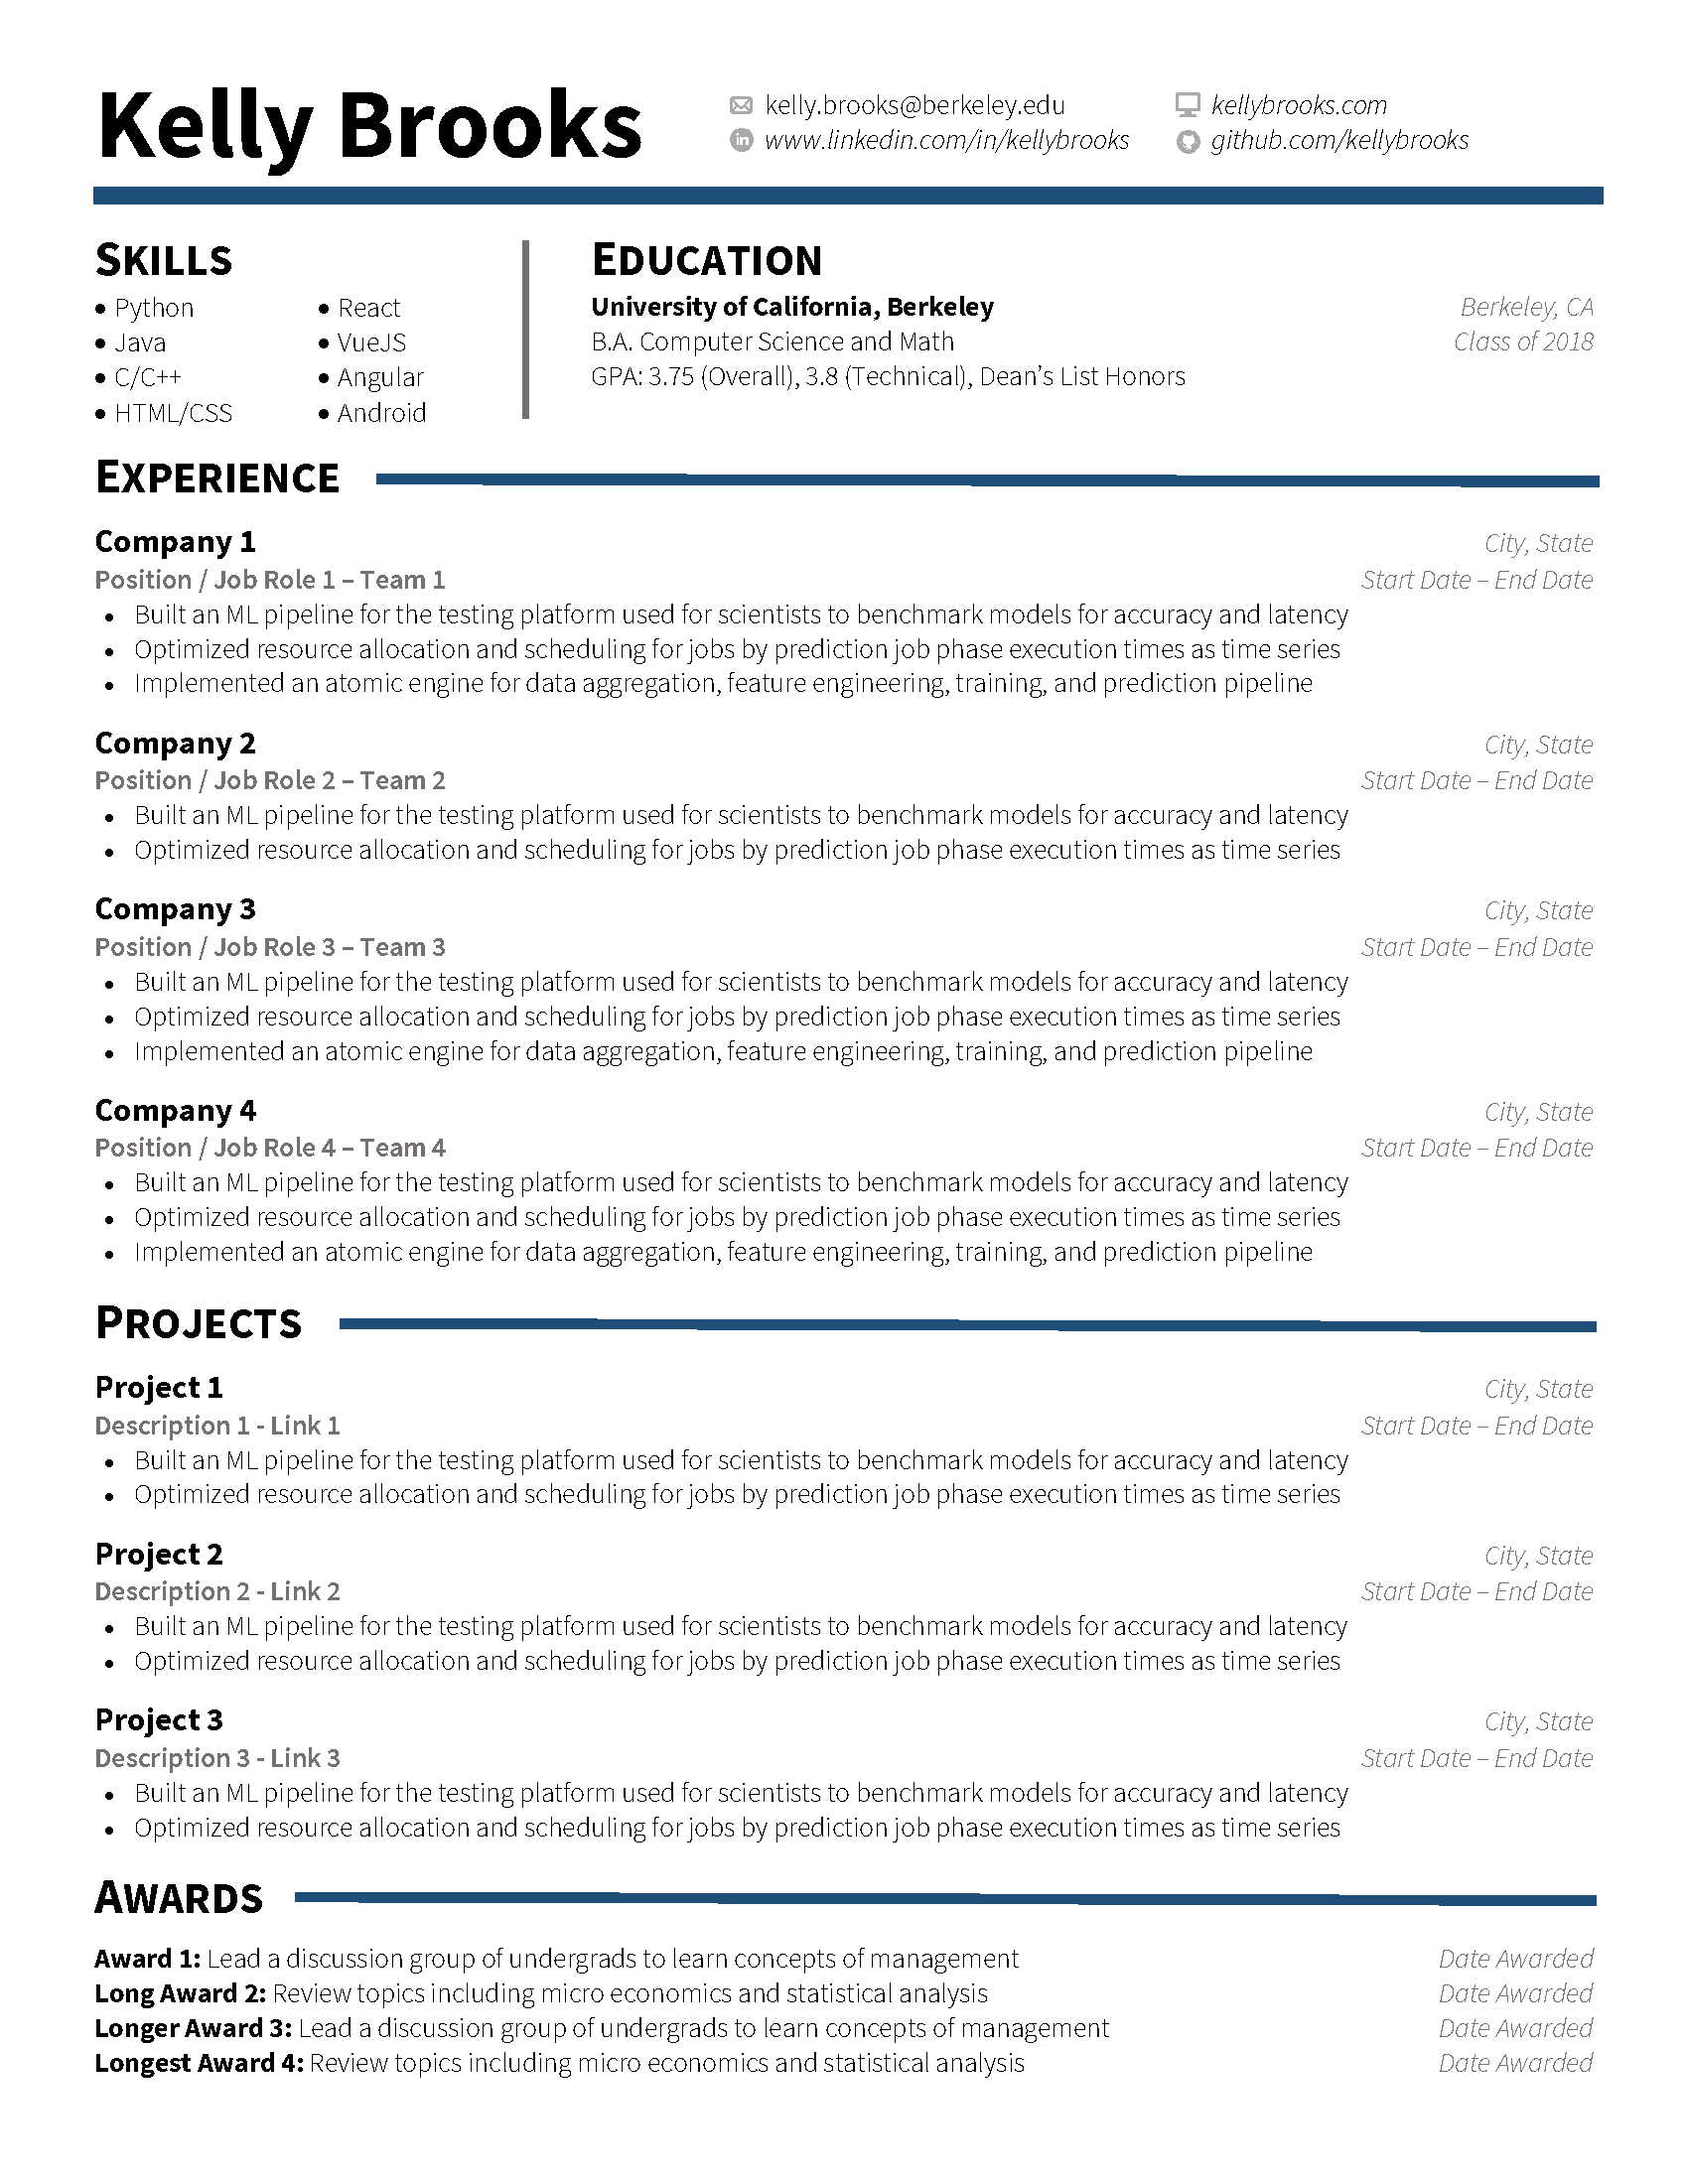 Kelly Brooks
kelly.brooks@berkeley.edu
www.linkedin.com/in/kellybrooks
kellybrooks.com
github.com/kellybrooks
SKILLS
• Python
• Java
• C/C++
• HTML/CSS
• React
• VueJS
• Angular
• Android
EDUCATION
University of California, Berkeley Berkeley, CA
B.A. Computer Science and Math Class of 2018
GPA: 3.75 (Overall), 3.8 (Technical), Dean’s List Honors
EXPERIENCE
Company 1 City, State
Position / Job Role 1 – Team 1 Start Date – End Date
• Built an ML pipeline for the testing platform used for scientists to benchmark models for accuracy and latency
• Optimized resource allocation and scheduling for jobs by prediction job phase execution times as time series
• Implemented an atomic engine for data aggregation, feature engineering, training, and prediction pipeline
Company 2 City, State
Position / Job Role 2 – Team 2 Start Date – End Date
• Built an ML pipeline for the testing platform used for scientists to benchmark models for accuracy and latency
• Optimized resource allocation and scheduling for jobs by prediction job phase execution times as time series
Company 3 City, State
Position / Job Role 3 – Team 3 Start Date – End Date
• Built an ML pipeline for the testing platform used for scientists to benchmark models for accuracy and latency
• Optimized resource allocation and scheduling for jobs by prediction job phase execution times as time series
• Implemented an atomic engine for data aggregation, feature engineering, training, and prediction pipeline
Company 4 City, State
Position / Job Role 4 – Team 4 Start Date – End Date
• Built an ML pipeline for the testing platform used for scientists to benchmark models for accuracy and latency
• Optimized resource allocation and scheduling for jobs by prediction job phase execution times as time series
• Implemented an atomic engine for data aggregation, feature engineering, training, and prediction pipeline
PROJECTS
Project 1 City, State
Description 1 - Link 1 Start Date – End Date
• Built an ML pipeline for the testing platform used for scientists to benchmark models for accuracy and latency
• Optimized resource allocation and scheduling for jobs by prediction job phase execution times as time series
Project 2 City, State
Description 2 - Link 2 Start Date – End Date
• Built an ML pipeline for the testing platform used for scientists to benchmark models for accuracy and latency
• Optimized resource allocation and scheduling for jobs by prediction job phase execution times as time series
Project 3 City, State
Description 3 - Link 3 Start Date – End Date
• Built an ML pipeline for the testing platform used for scientists to benchmark models for accuracy and latency
• Optimized resource allocation and scheduling for jobs by prediction job phase execution times as time series
AWARDS
Award 1: Lead a discussion group of undergrads to learn concepts of management Date Awarded
Long Award 2: Review topics including micro economics and statistical analysis Date Awarded
Longer Award 3: Lead a discussion group of undergrads to learn concepts of management Date Awarded
Longest Award 4: Review topics including micro economics and statistical analysis Date Awarded